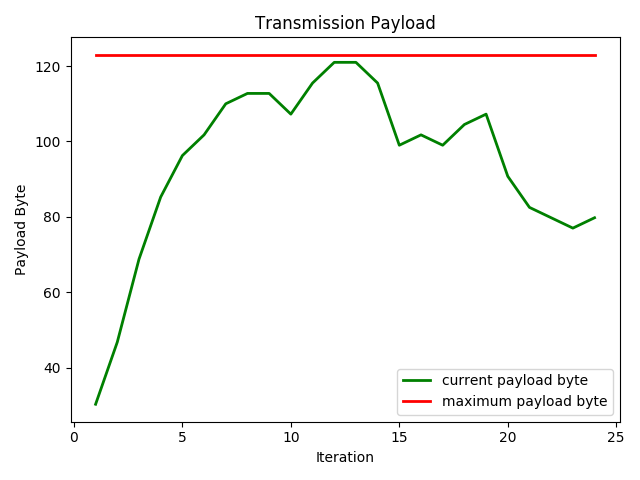 Transmission Payload
Payload Byte
120
100
80
60
40
0
5
10
15
20
25
Iteration
current payload byte
maximum payload byte